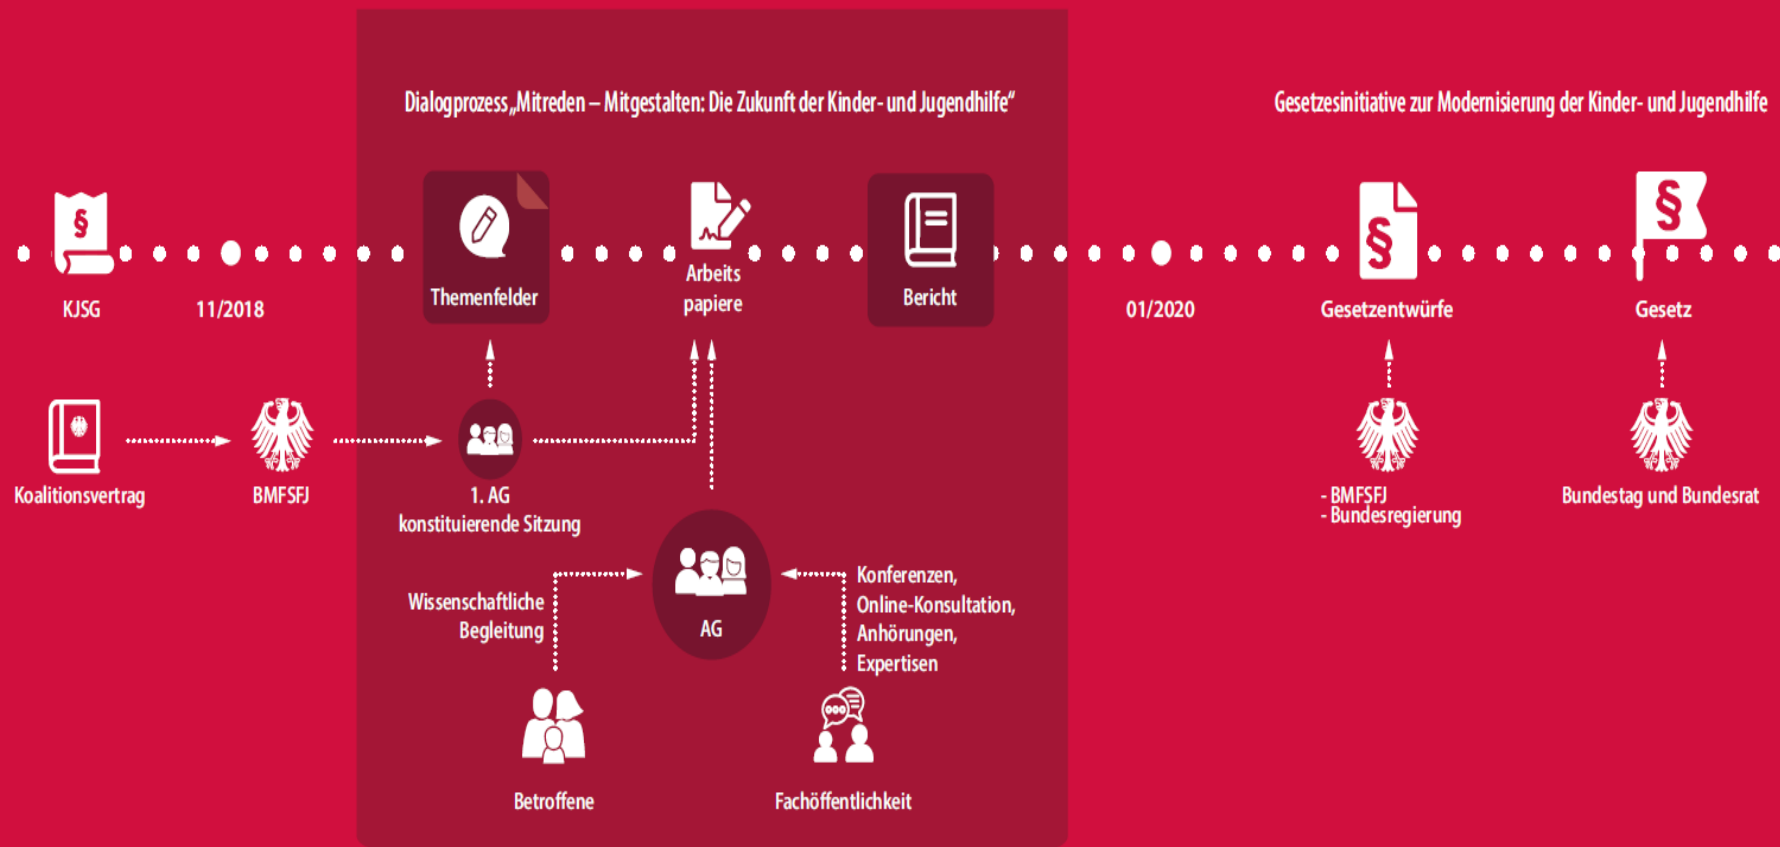 Dialogprozess „Mitreden – Mitgestalten: Die Zukunft der Kinder- und Jugendhilfe“
Gesetzesinitiative zur Modernisierung der Kinder- und Jugendhilfe
§
§
§
KJSG
11/2018
Themenfelder
Arbeits
papiere
Bericht
01/2020
Gesetzentwürfe
Gesetz
Koalitionsvertrag
BMFSFJ
1. AG
konstituierende Sitzung
- BMFSFJ
- Bundesregierung
Bundestag und Bundesrat
Wissenschaftliche
Begleitung
AG
Konferenzen,
Online-Konsultation,
Anhörungen,
Expertisen
Betroffene
Fachöffentlichkeit